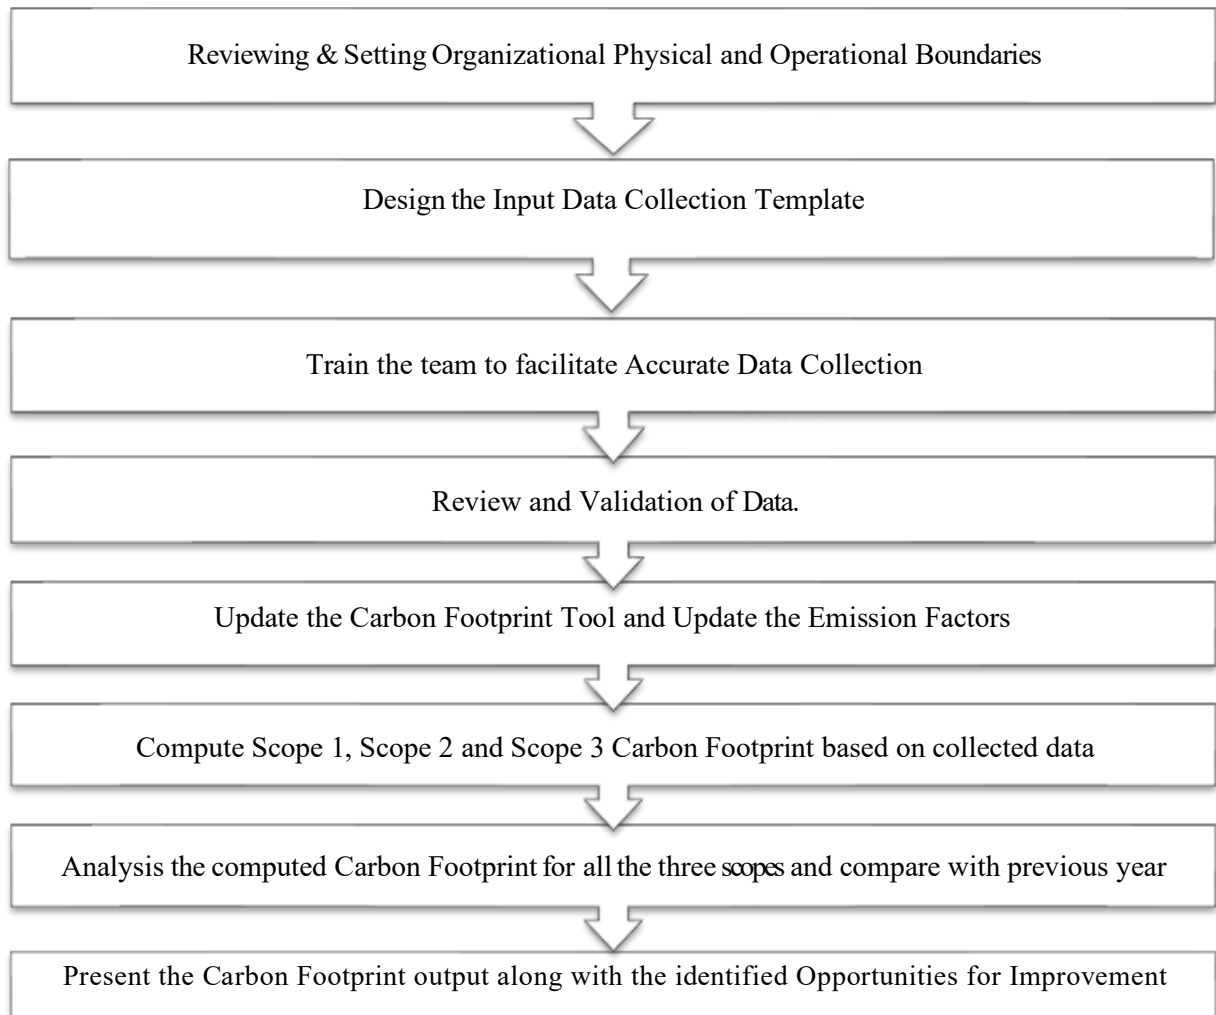 Reviewing & Setting Organizational Physical and Operational Boundaries
Design the Input Data Collection Template
Train the team to facilitate Accurate Data Collection
Review and Validation of Data.
Update the Carbon Footprint Tool and Update the Emission Factors
Compute Scope 1, Scope 2 and Scope 3 Carbon Footprint based on collected data
Analysis the computed Carbon Footprint for all the three scopes and compare with previous year
Present the Carbon Footprint output along with the identified Opportunities for Improvement